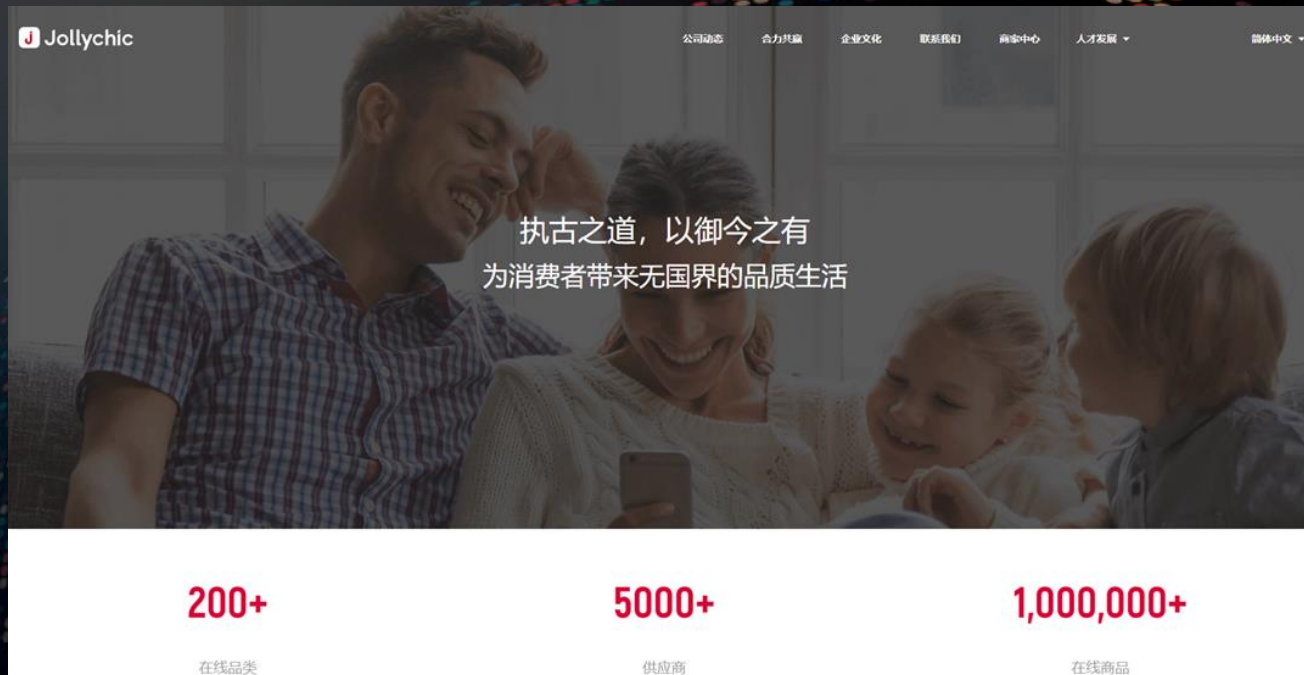 J Jollychic
公司动态 合力共赢 企业文化 联系我们 商家中心 人才发展 简体中文
执古之道，以御今之有
为消费者带来无国界的品质生活
200+ 5000+ 1,000,000+
在线品类 供应商 在线商品